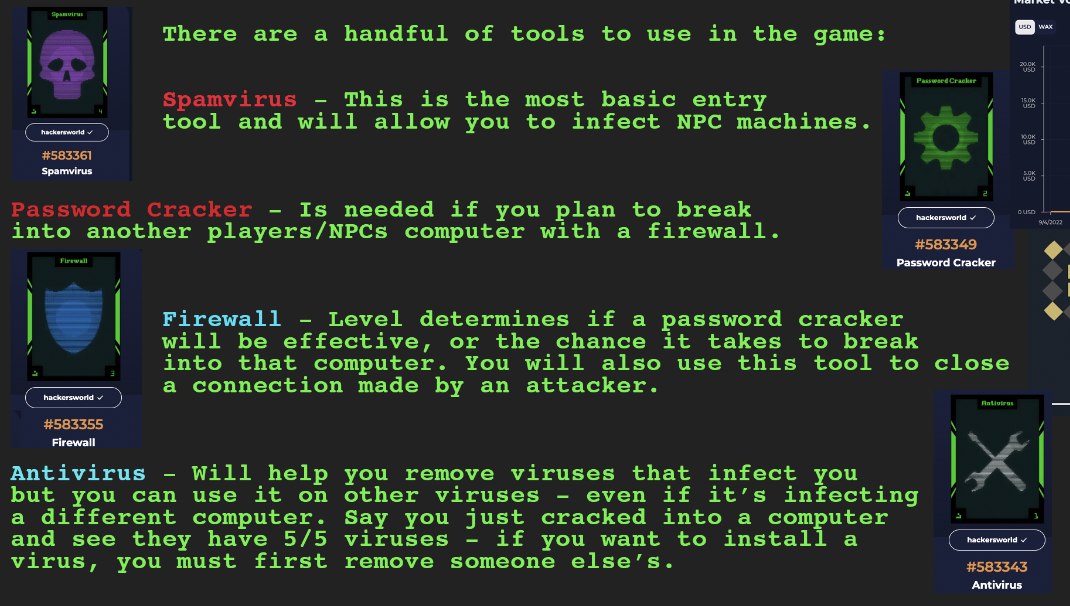 Spamvirus
4
hackersworld ✓
#583361
Spamvirus
There are a handful of tools to use in the game:
Spamvirus - This is the most basic entry
tool and will allow you to infect NPC machines.
Market Vo
USD WAX
20.0K
USD
15.0K
USD
10.0K
USD
5.0K
USD
0 USD
9/4/2022
Password Cracker
2
hackersworld ✓
#583349
Password Cracker
Password Cracker - Is needed if you plan to break
into another players/NPCs computer with a firewall.
Firewall
3
hackersworld ✓
#583355
Firewall
Firewall - Level determines if a password cracker
will be effective, or the chance it takes to break
into that computer. You will also use this tool to close
a connection made by an attacker.
Antivirus
hackersworld ✓
#583343
Antivirus
Antivirus - Will help you remove viruses that infect you
but you can use it on other viruses - even if it's infecting
a different computer. Say you just cracked into a computer
and see they have 5/5 viruses - if you want to install a
virus, you must first remove someone else's.